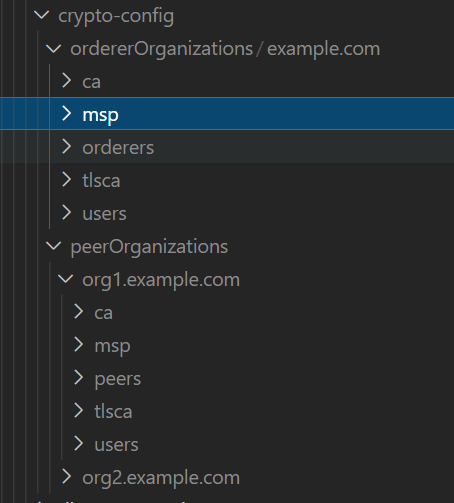 crypto-config
ordererOrganizations / example.com
ca
msp
orderers
tlsca
users
peerOrganizations
org1.example.com
ca
msp
peers
tlsca
users
org2.example.com